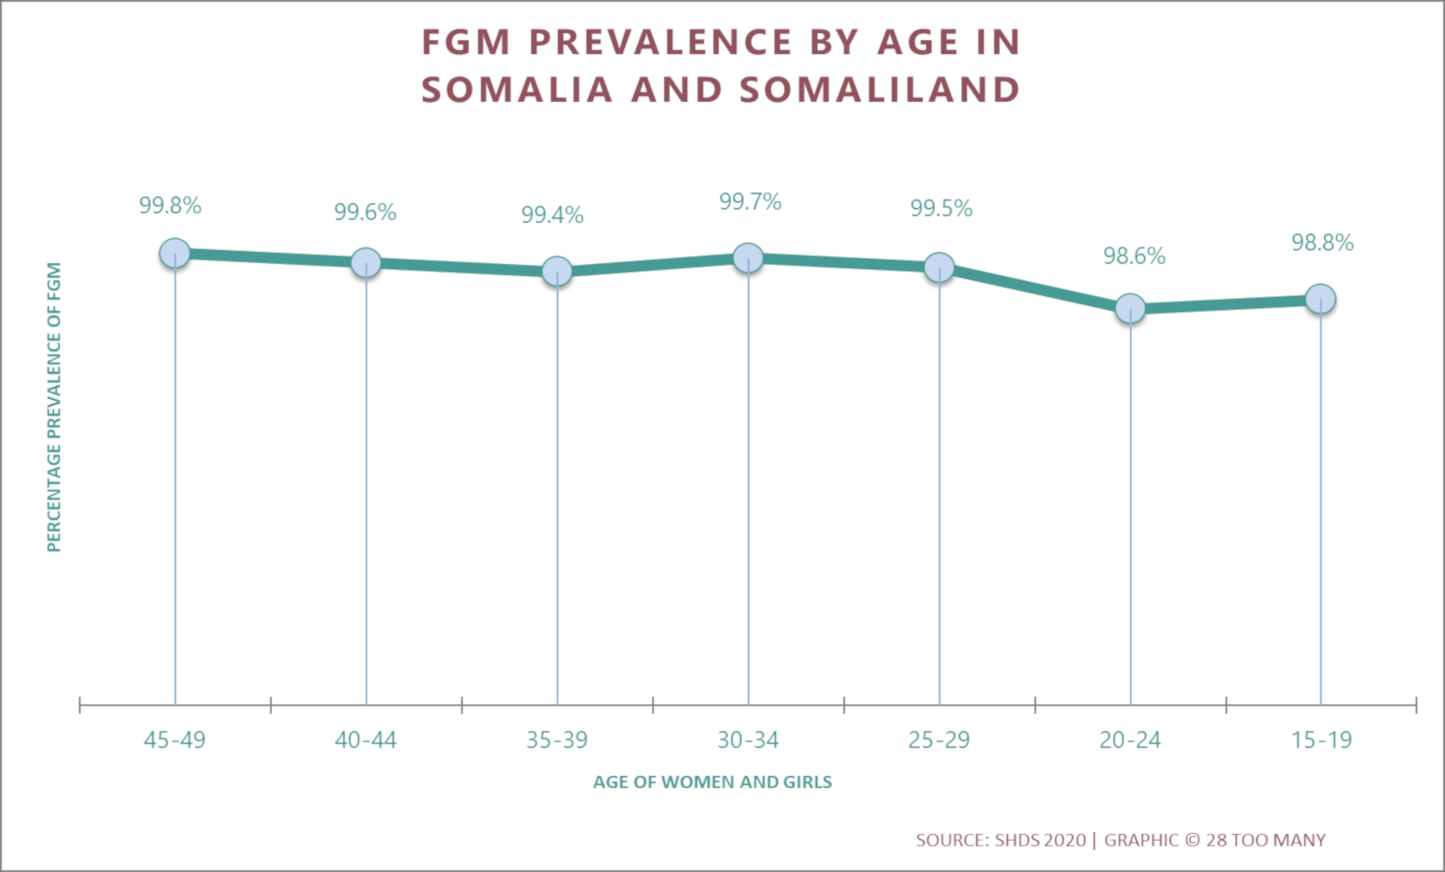 FGM PREVALENCE BY AGE IN
SOMALIA AND SOMALILAND
99.8%
99.6%
99.4%
99.7%
99.5%
98.6%
98.8%
PERCENTAGE PREVALENCE OF FGM
45-49
40-44
35-39
30-34
25-29
20-24
15-19
AGE OF WOMEN AND GIRLS
SOURCE: SHDS 2020 | GRAPHIC © 28 TOO MANY